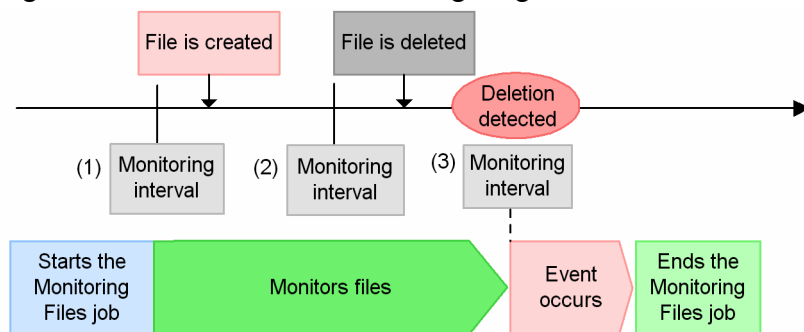 File is created
File is deleted
Deletion
detected
(1)
Monitoring
interval
(2)
Monitoring
interval
(3)
Monitoring
interval
Starts the
Monitoring
Files job
Monitors files
Event
occurs
Ends the
Monitoring
Files job